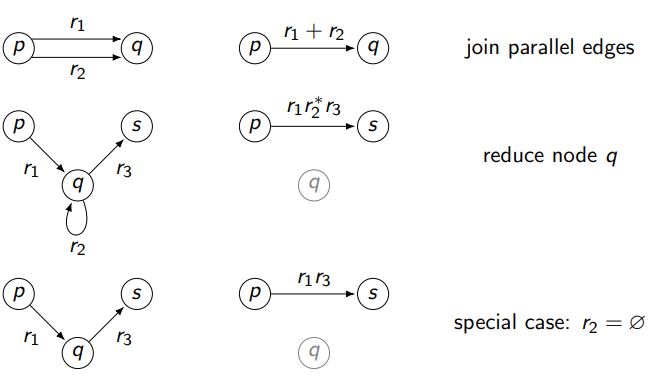 r₁ r₁ + r₂
p q p q join parallel edges
r₂
p s p r₁r₂*r₃ s
r₁ r₃ reduce node q
q q
r₂
p s p r₁r₃ s
r₁ r₃ special case: r₂ = ∅
q q